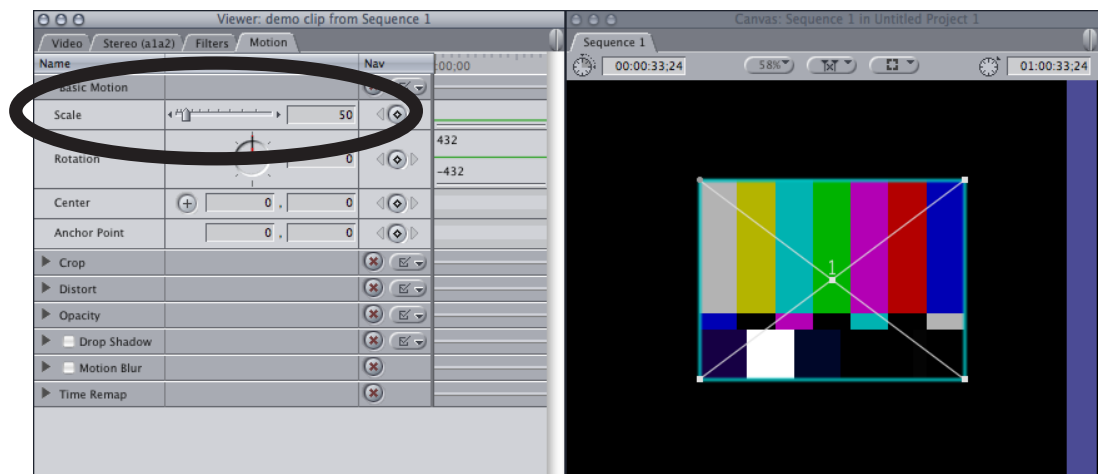 Viewer: demo clip from Sequence 1
Video Stereo (a1a2) Filters Motion
Name Nav :00;00
Basic Motion
Scale 50
Rotation 0 432
-432
Center 0 , 0
Anchor Point 0 , 0
Crop
Distort
Opacity
Drop Shadow
Motion Blur
Time Remap
Canvas: Sequence 1 in Untitled Project 1
Sequence 1
00:00:33;24 58% 01:00:33;24
1